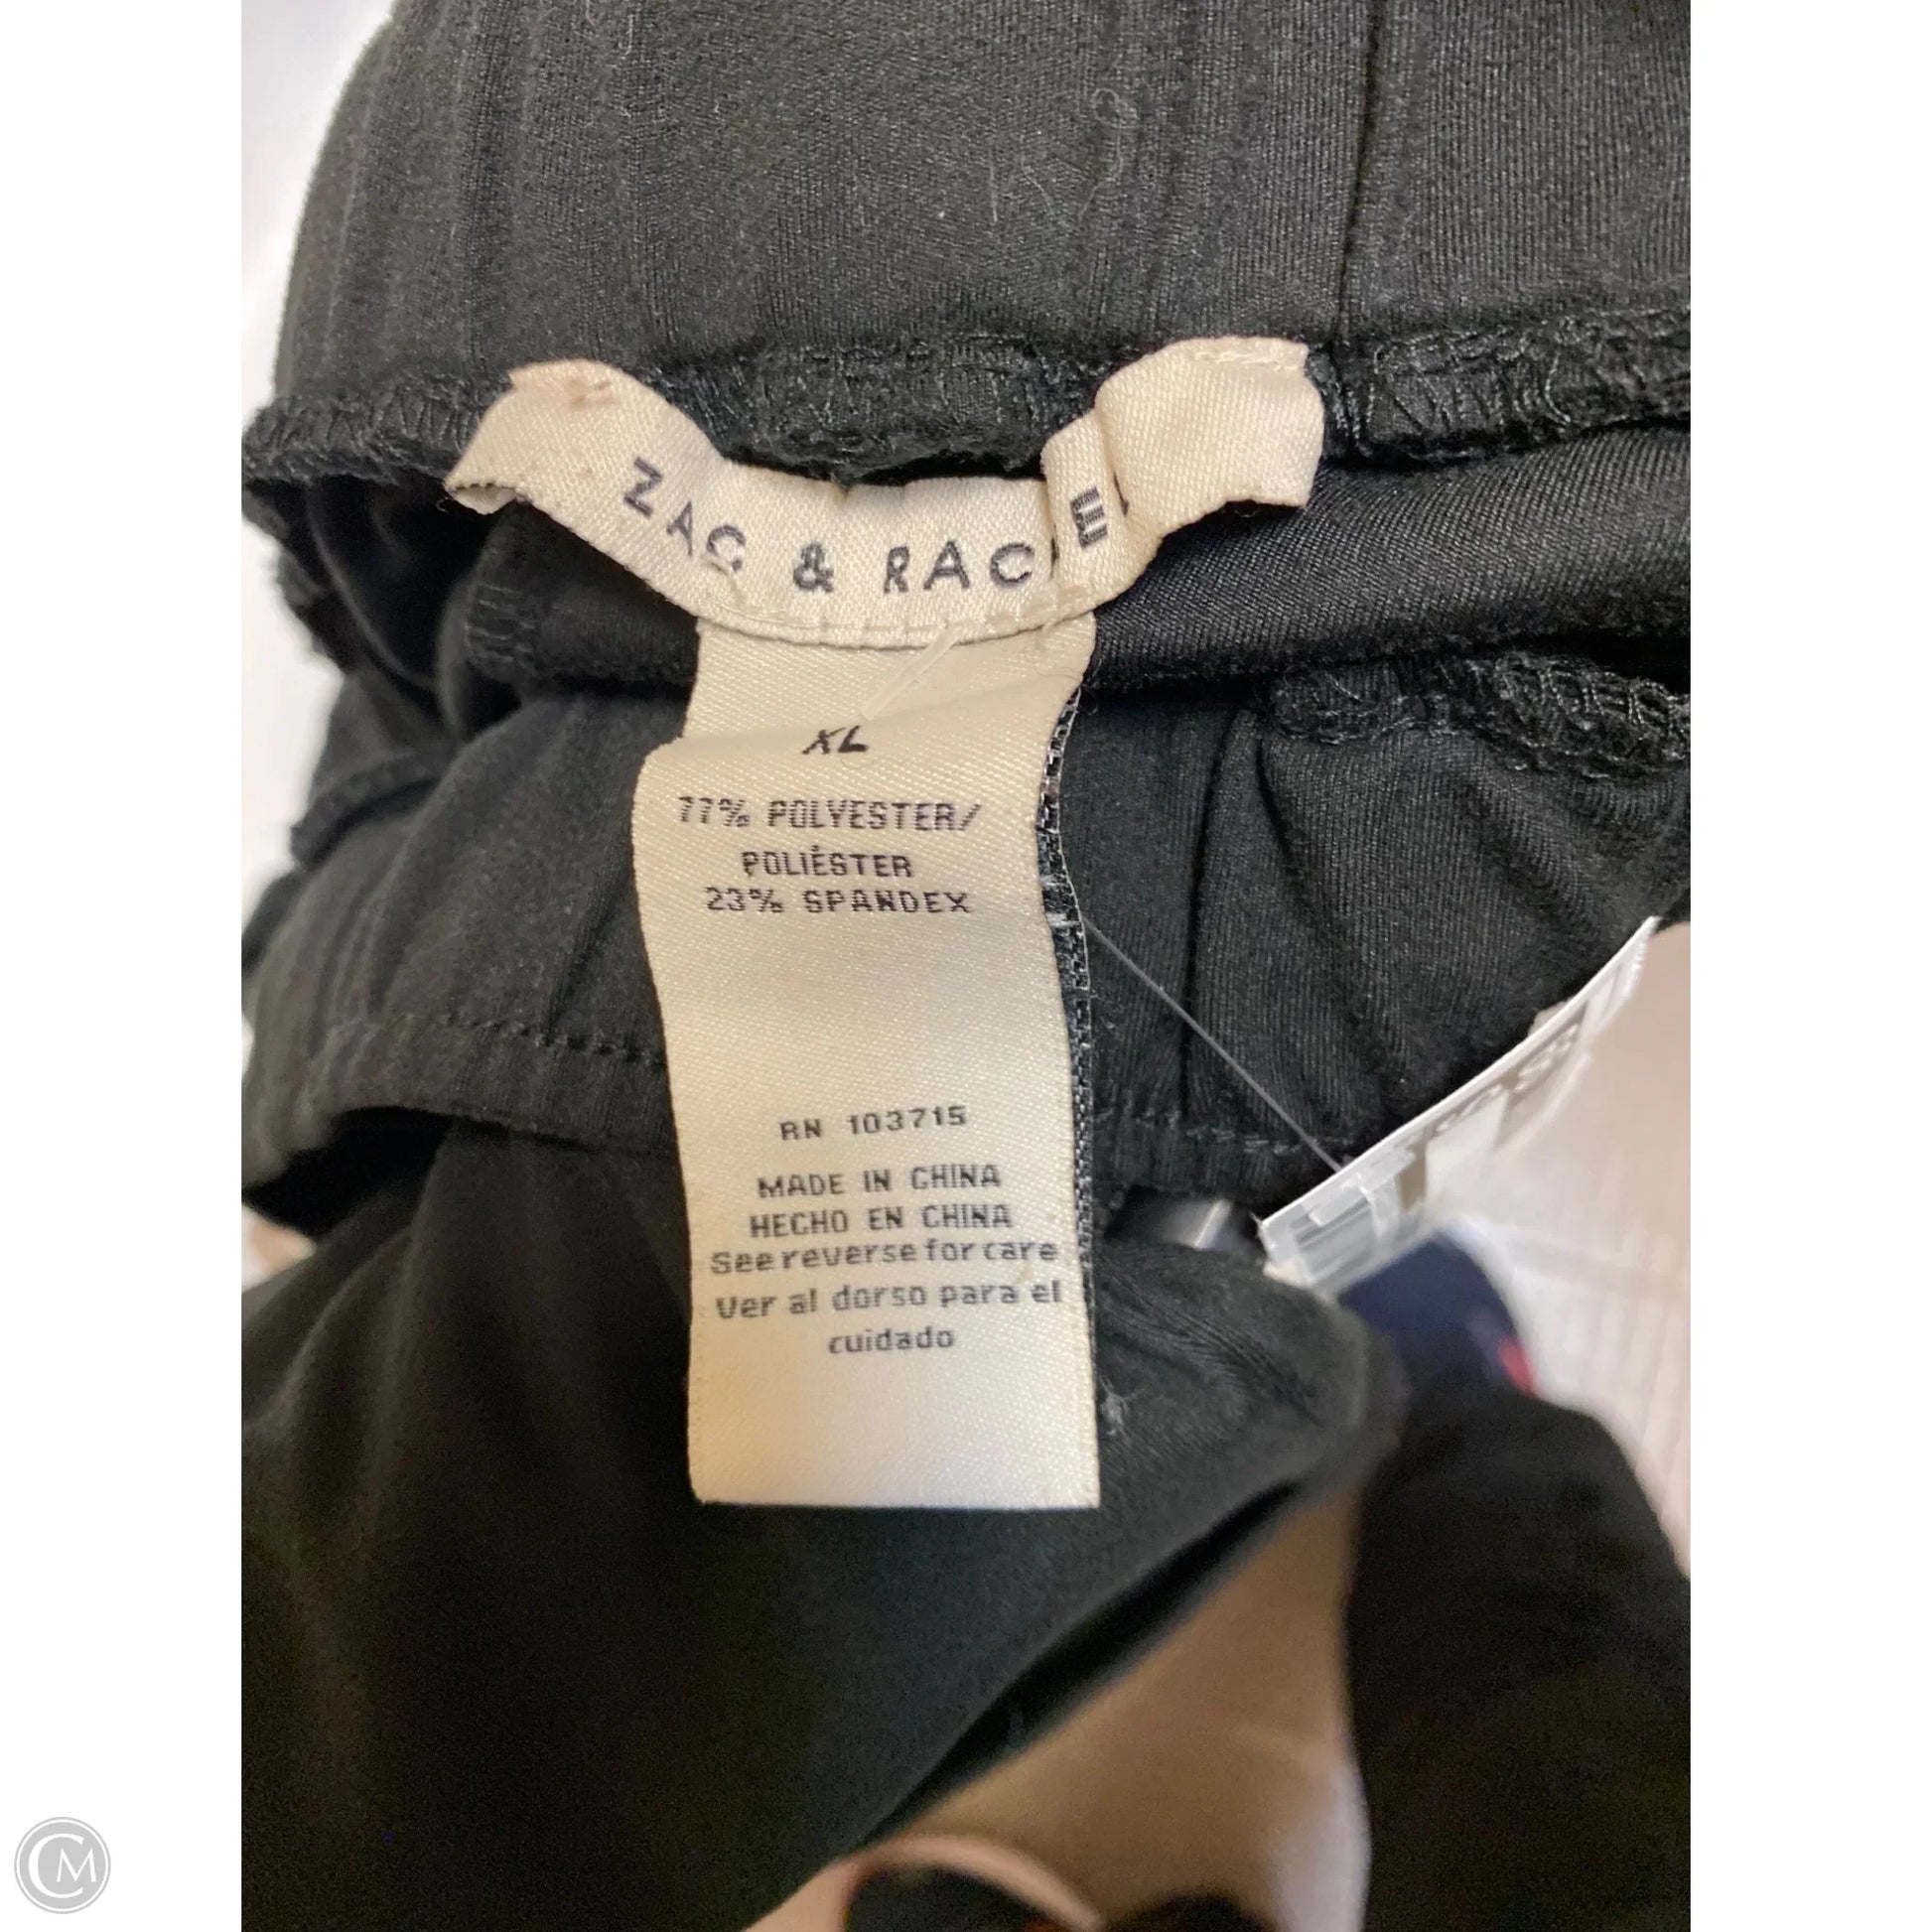 ZAC & RACHEL
XL
77% POLYESTER/
POLIÉSTER
23% SPANDEX
RN 103715
MADE IN CHINA
HECHO EN CHINA
See reverse for care
Ver al dorso para el
cuidado
CM